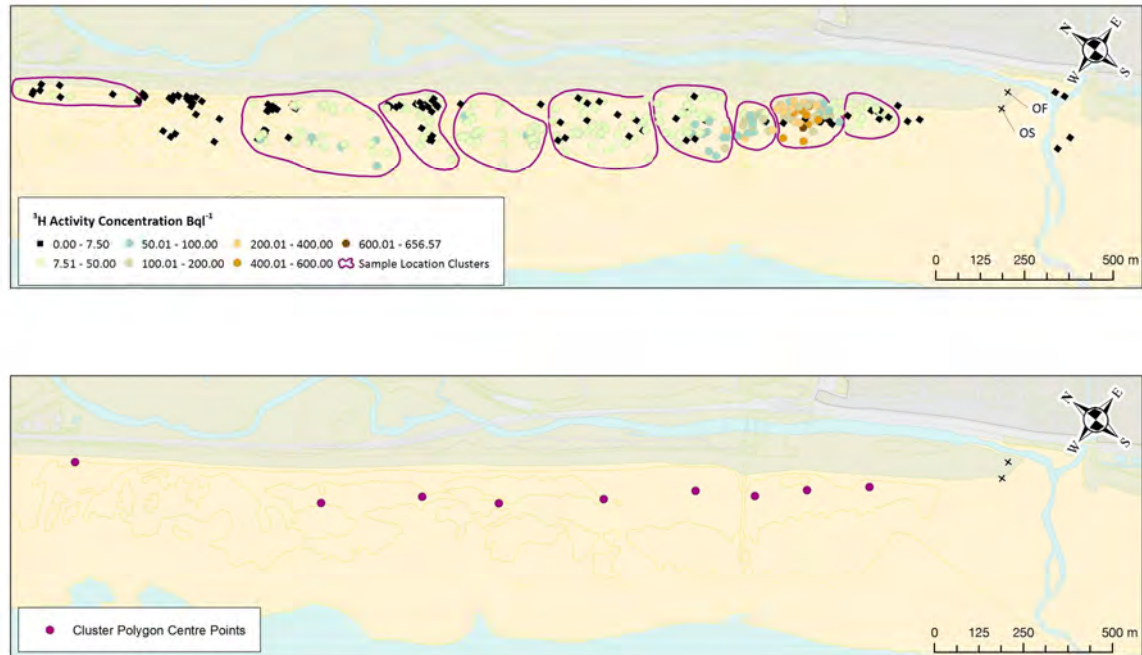 N E
W S
OF
OS
³H Activity Concentration Bql⁻¹
0.00 - 7.50 50.01 - 100.00 200.01 - 400.00 600.01 - 656.57
7.51 - 50.00 100.01 - 200.00 400.01 - 600.00 Sample Location Clusters
0 125 250 500 m
N E
W S
Cluster Polygon Centre Points
0 125 250 500 m